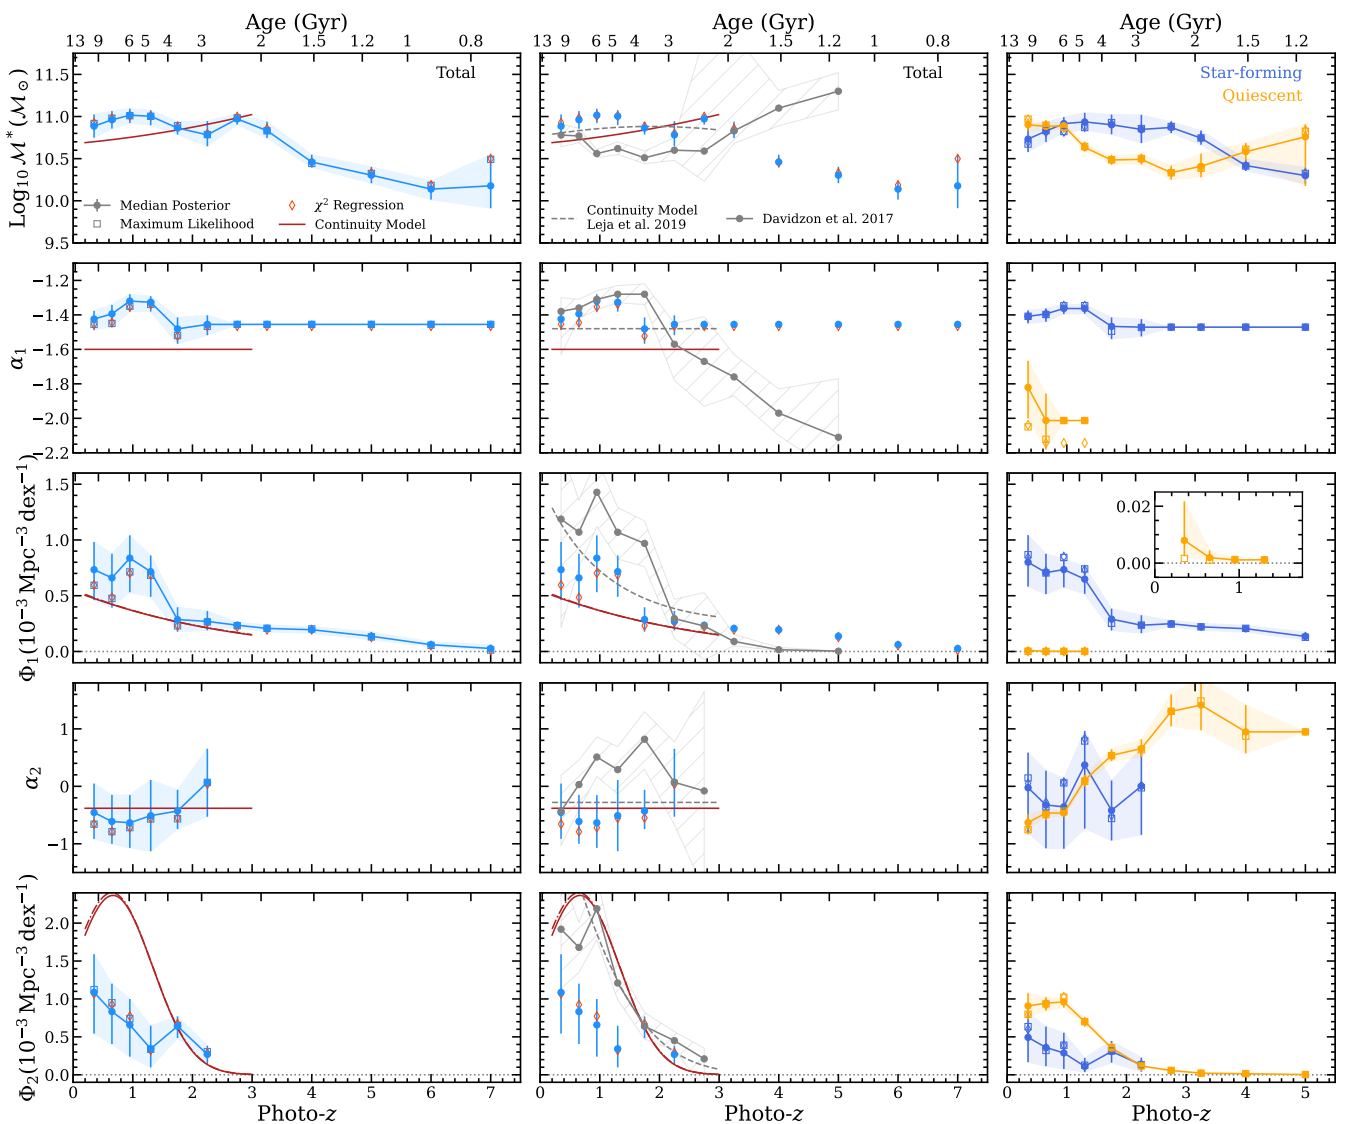 Age (Gyr) Age (Gyr) Age (Gyr)
13 9 6 5 4 3 2 1.5 1.2 1 0.8 13 9 6 5 4 3 2 1.5 1.2 1 0.8 13 9 6 5 4 3 2 1.5 1.2
Log₁₀ ℳ* (ℳ⊙)
11.5
11.0
10.5
10.0
9.5
Total
Median Posterior
Maximum Likelihood
χ² Regression
Continuity Model
Total
Continuity Model
Leja et al. 2019
Davidzon et al. 2017
Star-forming
Quiescent
α₁
−1.2
−1.4
−1.6
−1.8
−2.0
−2.2
Φ₁(10⁻³ Mpc⁻³ dex⁻¹)
1.5
1.0
0.5
0.0
0.02
0.00
0 1
α₂
1
0
−1
Φ₂(10⁻³ Mpc⁻³ dex⁻¹)
2.0
1.5
1.0
0.5
0.0
0 1 2 3 4 5 6 7 0 1 2 3 4 5 6 7 0 1 2 3 4 5
Photo-z Photo-z Photo-z